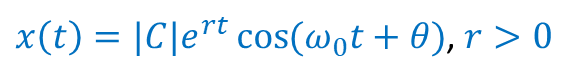 x(t) = |C|e^{rt} cos(ω₀t + θ), r > 0